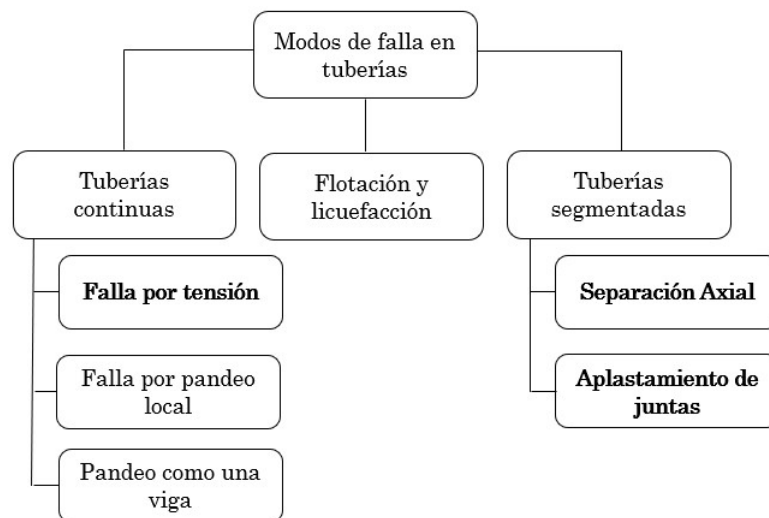 Modos de falla en
tuberías
Tuberías
continuas
Flotación y
licuefacción
Tuberías
segmentadas
Falla por tensión
Falla por pandeo
local
Pandeo como una
viga
Separación Axial
Aplastamiento de
juntas